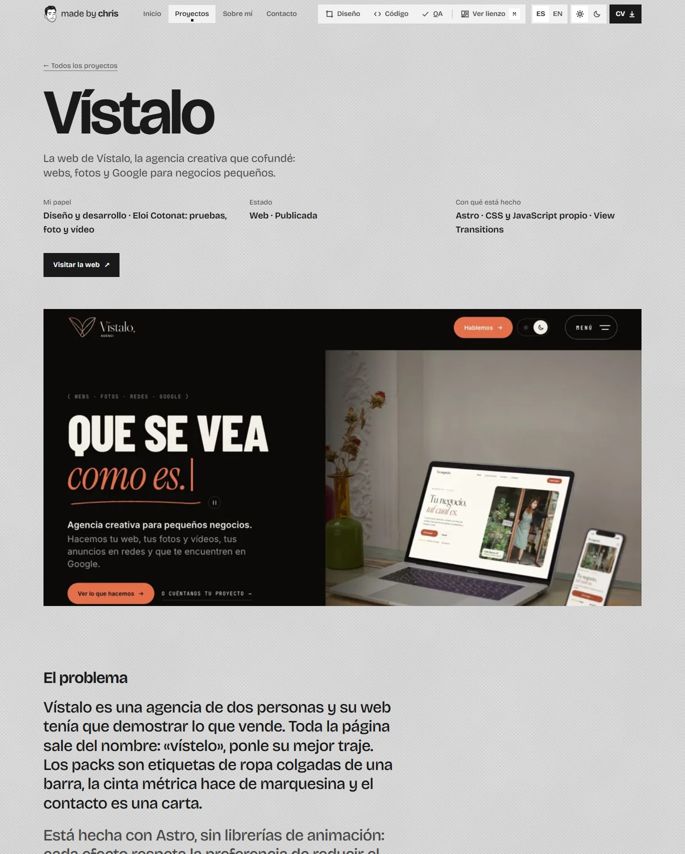 made by chris
Inicio Proyectos Sobre mí Contacto
Diseño Código QA Ver lienzo M
ES EN
CV
← Todos los proyectos
Vístalo
La web de Vístalo, la agencia creativa que cofundé:
webs, fotos y Google para negocios pequeños.
Mi papel
Diseño y desarrollo · Eloi Cotonat: pruebas,
foto y vídeo
Estado
Web · Publicada
Con qué está hecho
Astro · CSS y JavaScript propio · View
Transitions
Visitar la web ↗
Vístalo,
Hablemos →
MENÚ
( WEBS · FOTOS · REDES · GOOGLE )
QUE SE VEA
como es.
Agencia creativa para pequeños negocios.
Hacemos tu web, tus fotos y vídeos, tus
anuncios en redes y que te encuentren en
Google.
Ver lo que hacemos →
O CUÉNTANOS TU PROYECTO →
Tu negocio,
tal cual es.
El problema
Vístalo es una agencia de dos personas y su web
tenía que demostrar lo que vende. Toda la página
sale del nombre: «vístelo», ponle su mejor traje.
Los packs son etiquetas de ropa colgadas de una
barra, la cinta métrica hace de marquesina y el
contacto es una carta.
Está hecha con Astro, sin librerías de animación:
cada efecto respeta la preferencia de reducir el